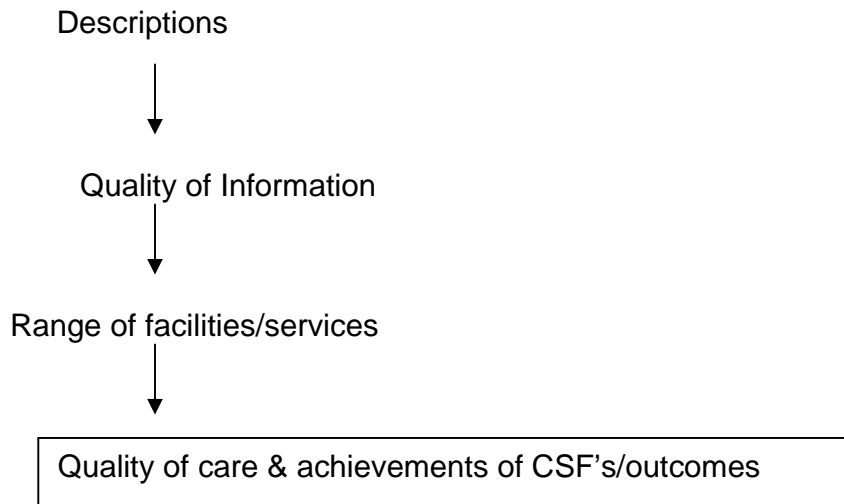 Descriptions
Quality of Information
Range of facilities/services
Quality of care & achievements of CSF's/outcomes